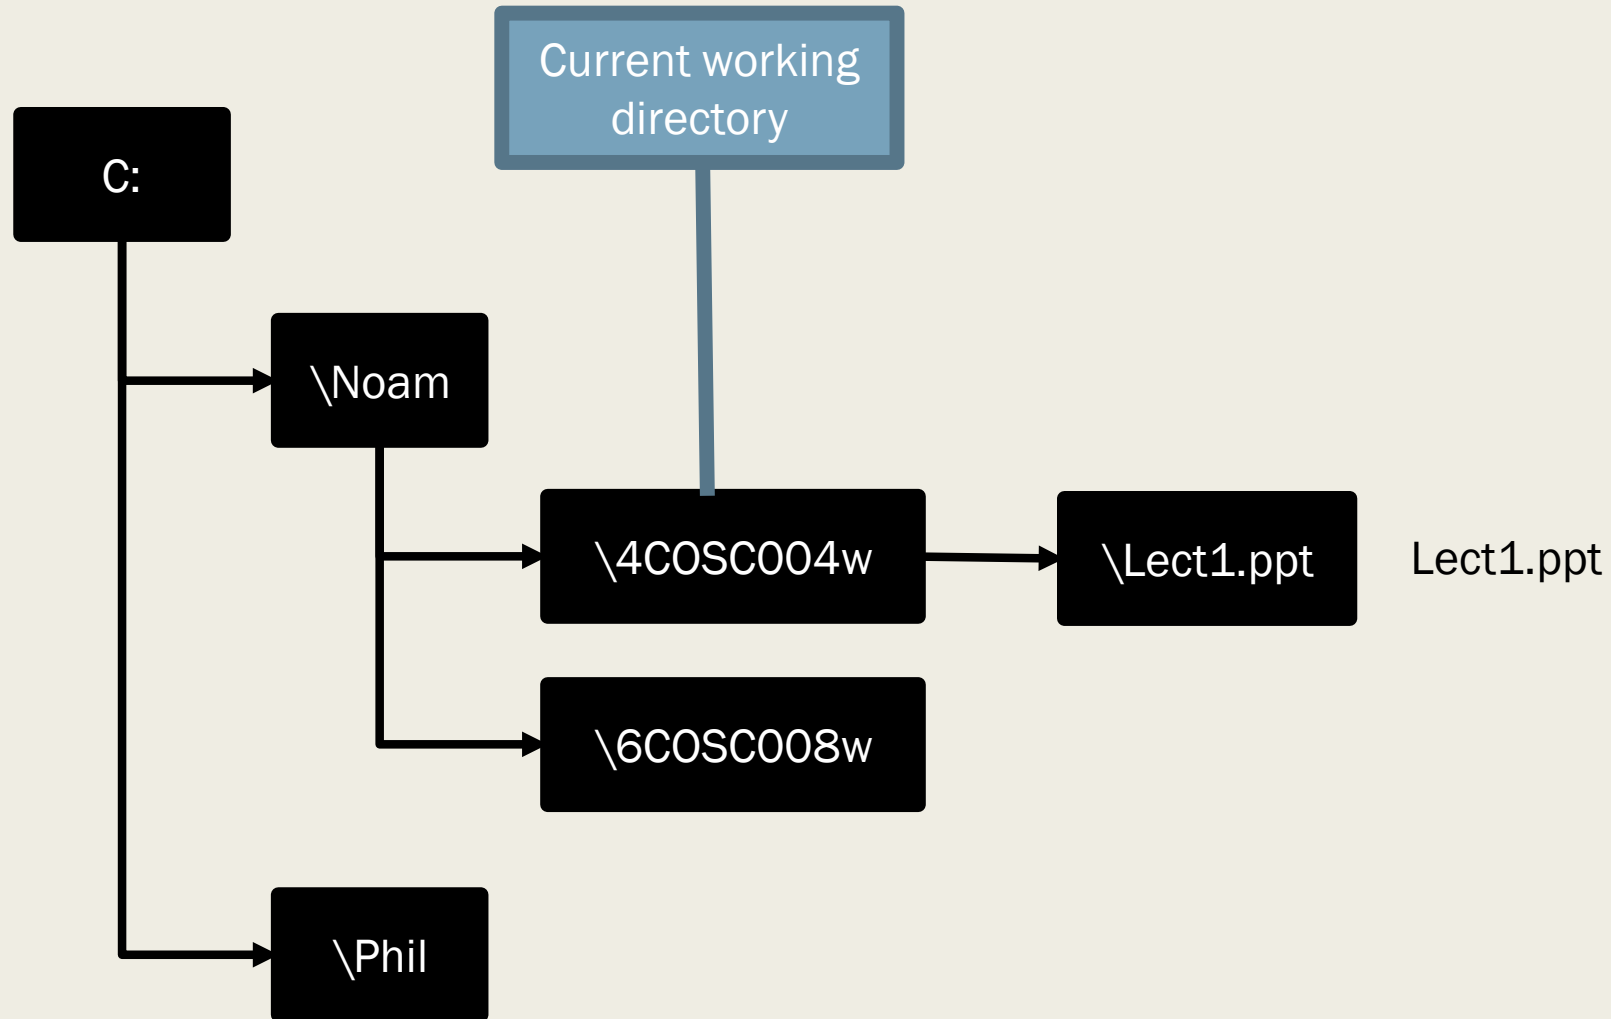 Current working
directory
C:
\Noam
\4COSC004w
\Lect1.ppt
Lect1.ppt
\6COSC008w
\Phil